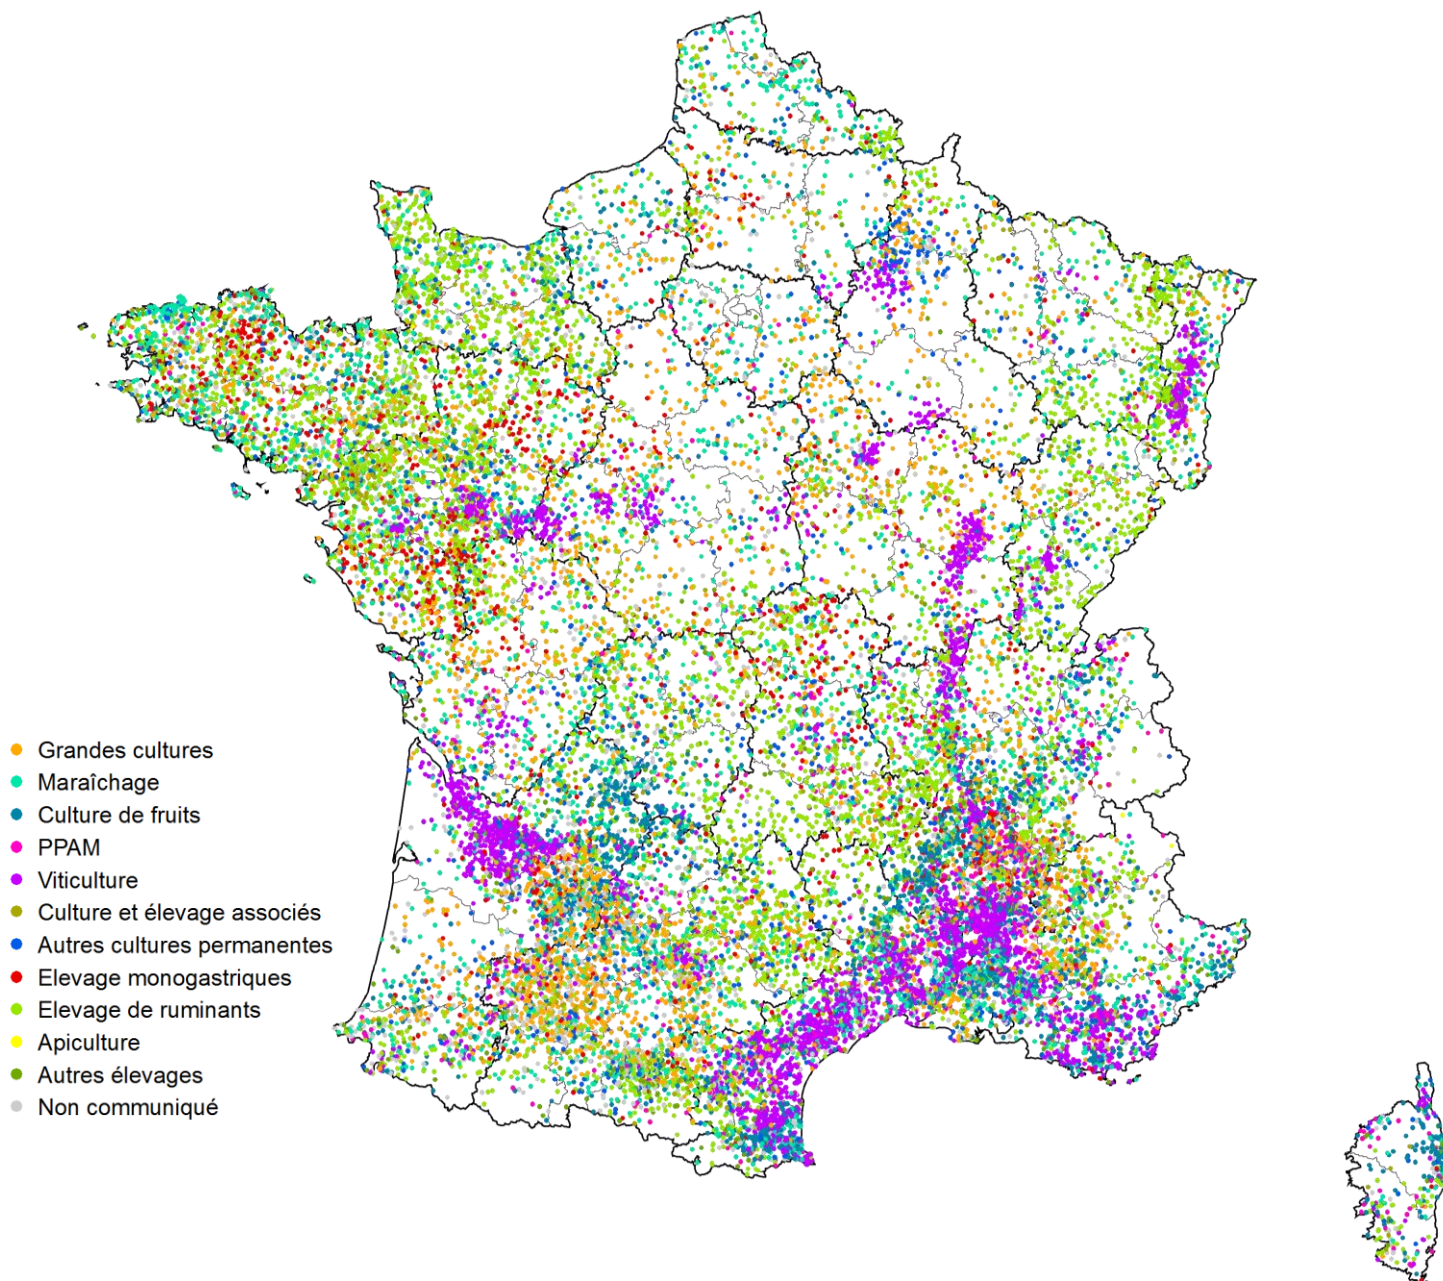 Grandes cultures
Maraîchage
Culture de fruits
PPAM
Viticulture
Culture et élevage associés
Autres cultures permanentes
Elevage monogastriques
Elevage de ruminants
Apiculture
Autres élevages
Non communiqué